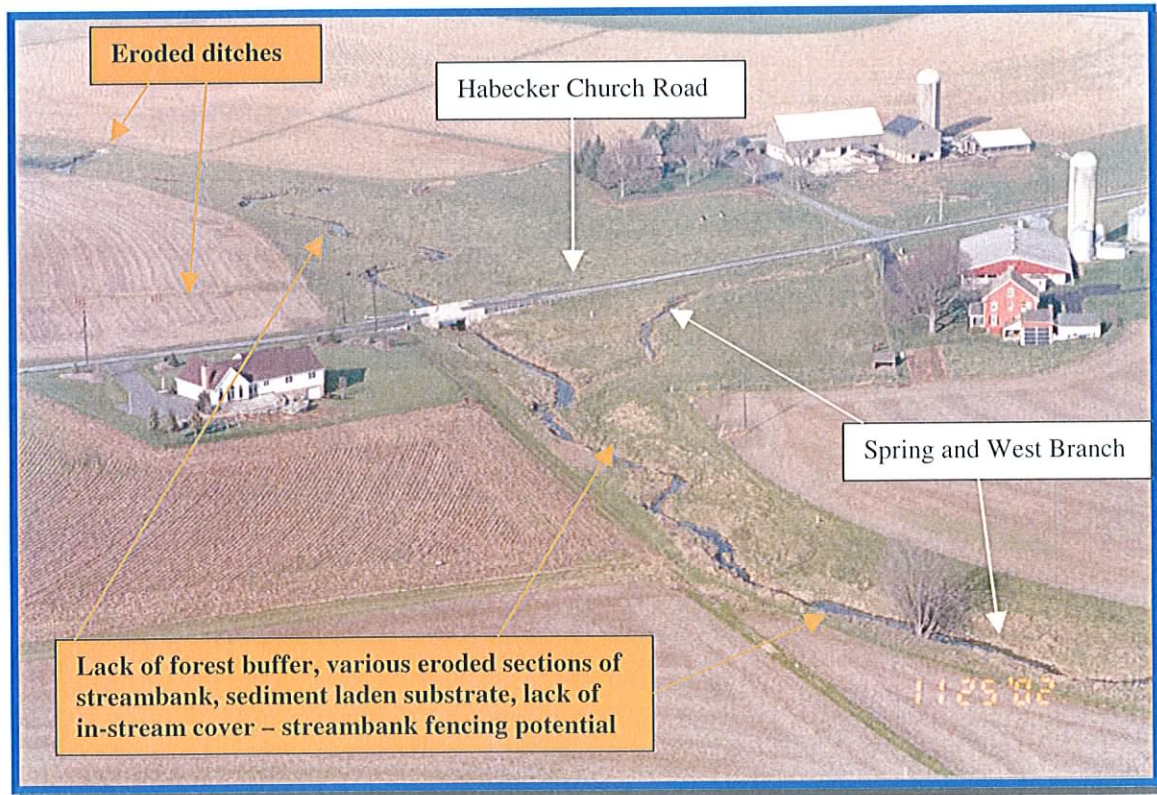 Eroded ditches
Habecker Church Road
Spring and West Branch
Lack of forest buffer, various eroded sections of
streambank, sediment laden substrate, lack of
in-stream cover – streambank fencing potential
11 25 '02